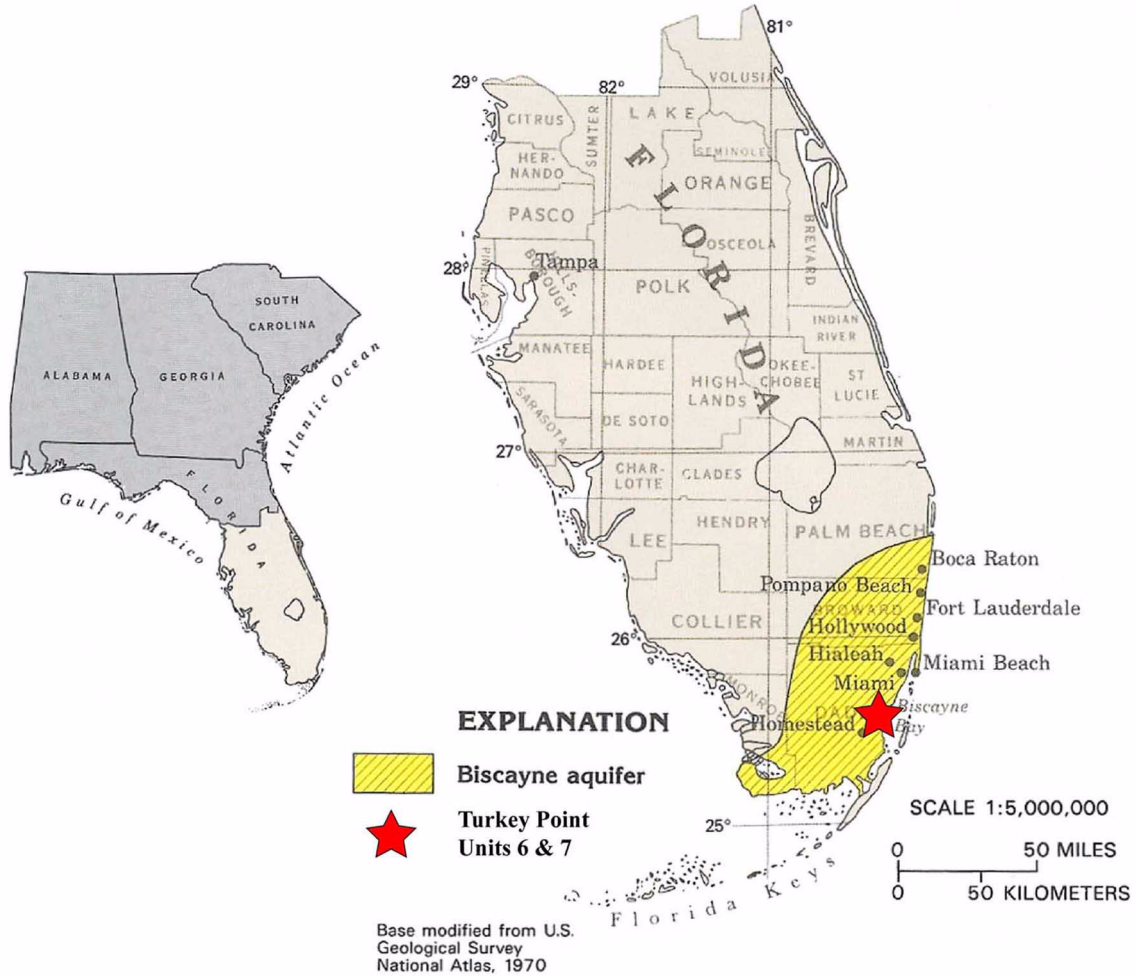 81°
VOLUSIA
29°
82°
LAKE
CITRUS
SUMTER
SEMINOLE
HER-
NANDO
ORANGE
FLORIDA
PASCO
BREVARD
OSCEOLA
28°
PINELLAS
HILLS-
BOROUGH
Tampa
POLK
INDIAN
RIVER
MANATEE
HARDEE
HIGH-
LANDS
OKEE-
CHOBEE
ST
LUCIE
SARASOTA
DE SOTO
MARTIN
27°
CHAR-
LOTTE
GLADES
HENDRY
PALM BEACH
LEE
Boca Raton
Pompano Beach
BROWARD
Fort Lauderdale
COLLIER
Hollywood
26°
Hialeah
Miami Beach
Miami
MONROE
DADE
Biscayne
Bay
Homestead
25°
Florida Keys
SOUTH
CAROLINA
ALABAMA
GEORGIA
Atlantic Ocean
FLORIDA
Gulf of Mexico
EXPLANATION
Biscayne aquifer
Turkey Point
Units 6 & 7
SCALE 1:5,000,000
0 50 MILES
0 50 KILOMETERS
Base modified from U.S.
Geological Survey
National Atlas, 1970